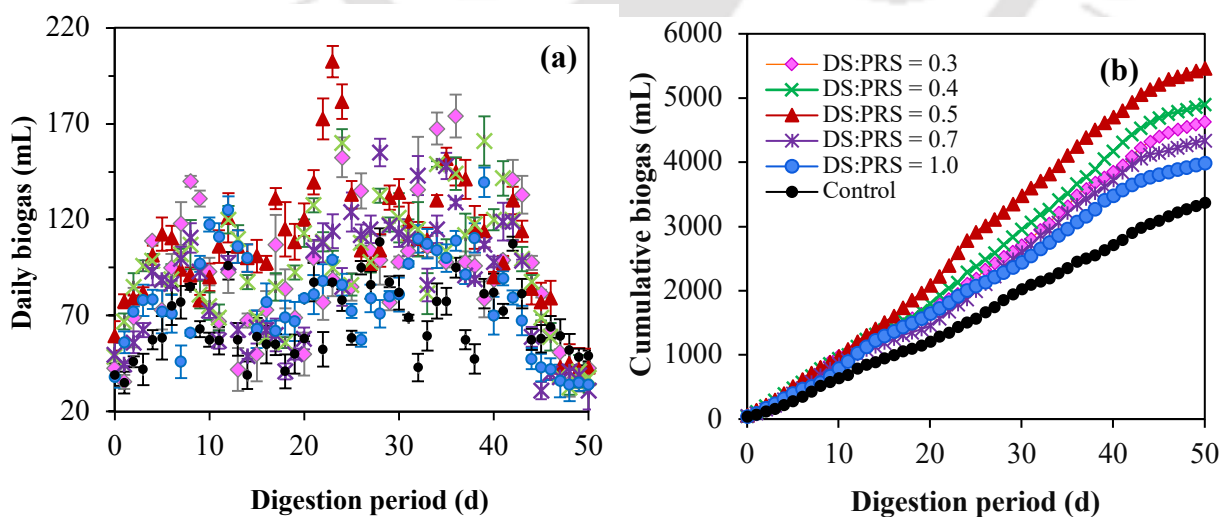 220
170
120
70
20
Daily biogas (mL)
(a)
0
10
20
30
40
50
Digestion period (d)
6000
5000
4000
3000
2000
1000
0
Cumulative biogas (mL)
(b)
DS:PRS = 0.3
DS:PRS = 0.4
DS:PRS = 0.5
DS:PRS = 0.7
DS:PRS = 1.0
Control
0
10
20
30
40
50
Digestion period (d)